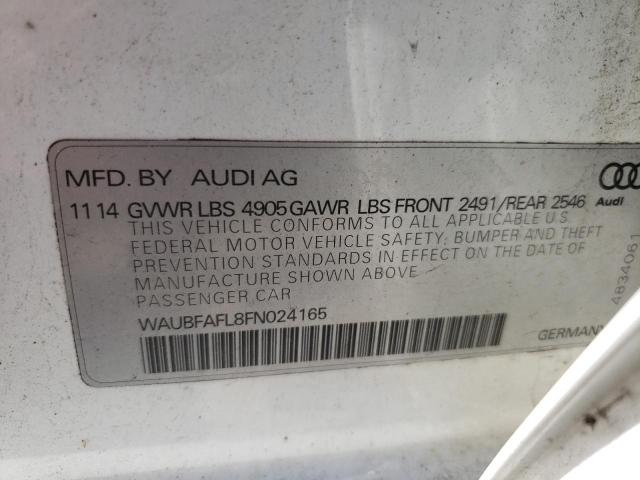 MFD. BY AUDI AG
11 14 GVWR LBS 4905 GAWR LBS FRONT 2491/REAR 2546 Audi
THIS VEHICLE CONFORMS TO ALL APPLICABLE U.S.
FEDERAL MOTOR VEHICLE SAFETY, BUMPER AND THEFT
PREVENTION STANDARDS IN EFFECT ON THE DATE OF
MANUFACTURE SHOWN ABOVE
PASSENGER CAR
WAUBFAFL8FN024165
GERMANY
4834061